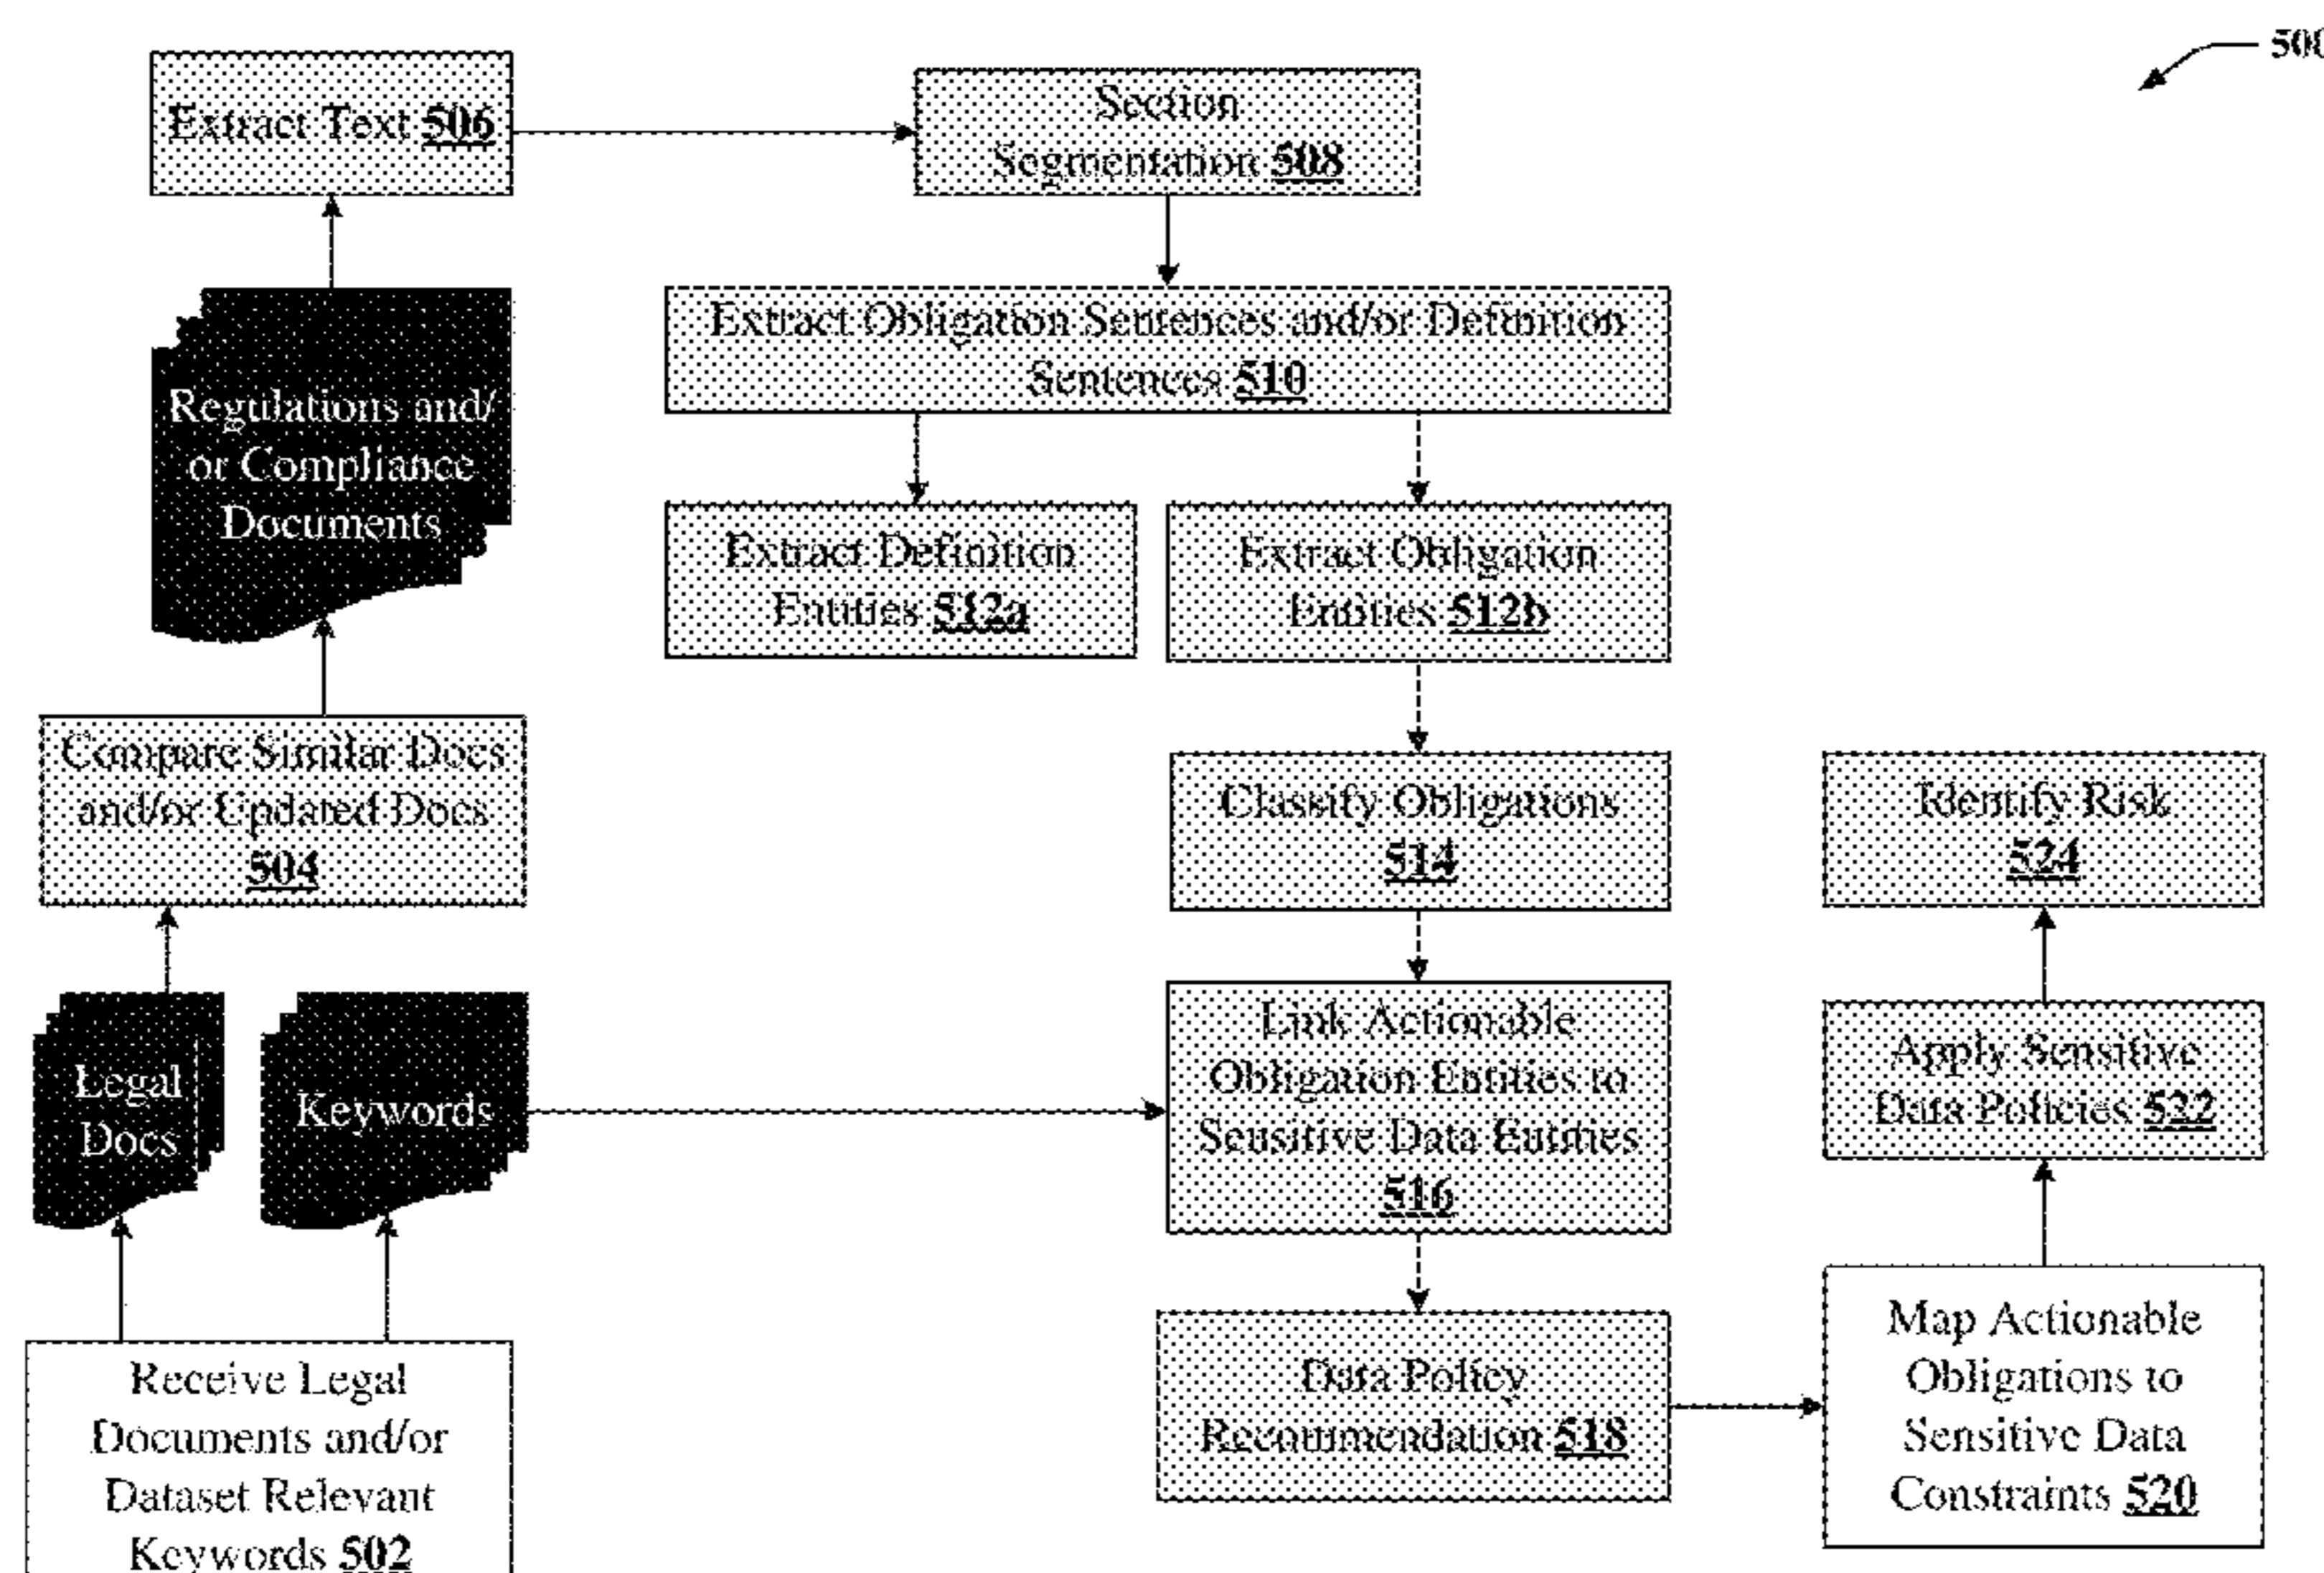 500
Extract Text 506
Section
Segmentation 508
Extract Obligation Sentences and/or Definition
Sentences 510
Regulations and/
or Compliance
Documents
Extract Definition
Entities 512a
Extract Obligation
Entities 512b
Compare Similar Docs
and/or Updated Docs
504
Classify Obligations
514
Identify Risk
524
Legal
Docs
Keywords
Link Actionable
Obligation Entities to
Sensitive Data Entities
516
Apply Sensitive
Data Policies 522
Receive Legal
Documents and/or
Dataset Relevant
Keywords 502
Data Policy
Recommendation 518
Map Actionable
Obligations to
Sensitive Data
Constraints 520